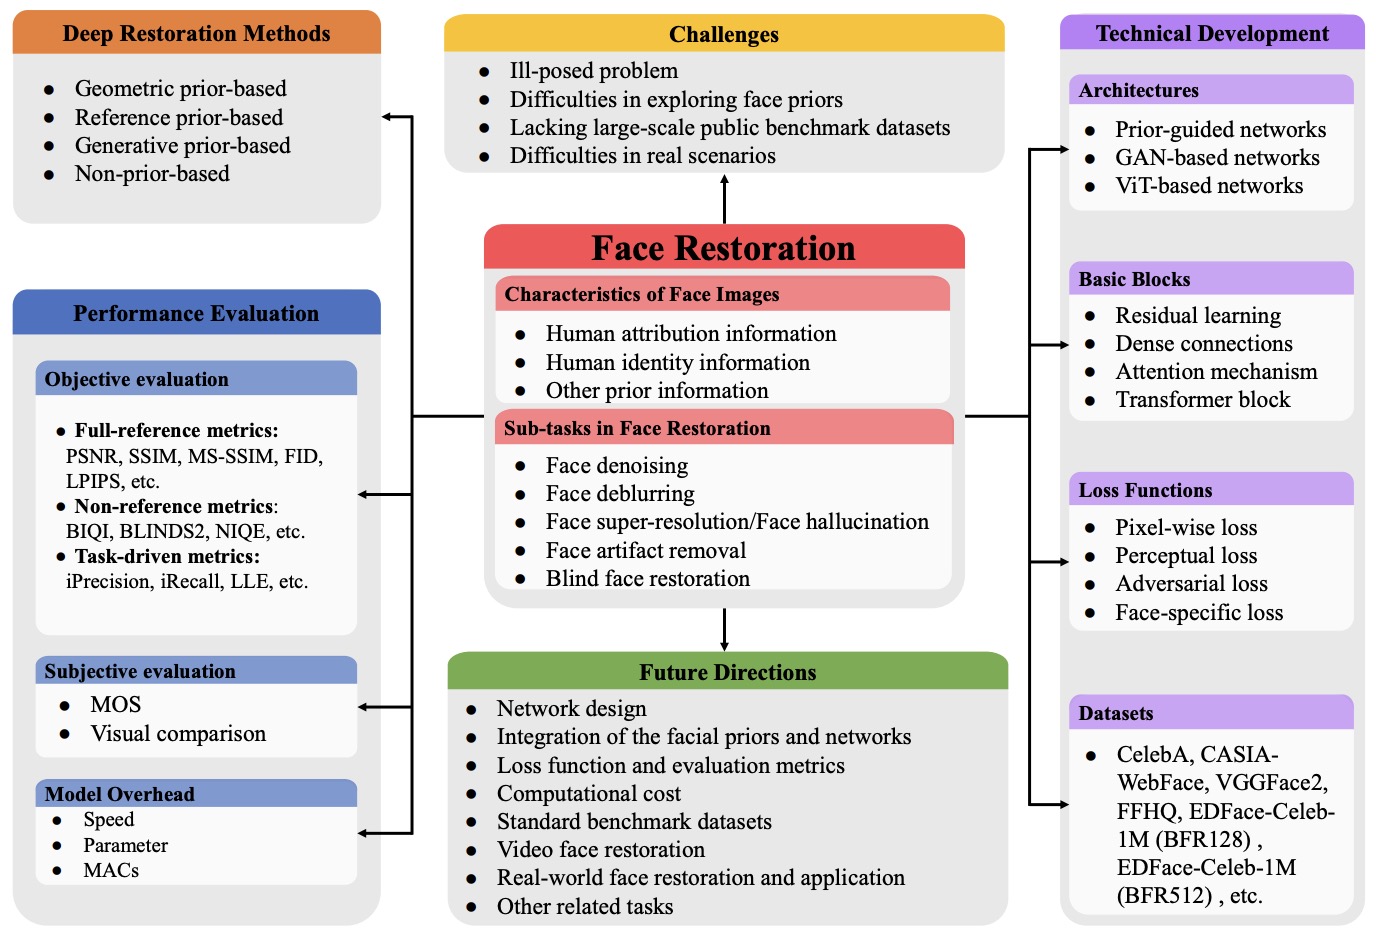 Deep Restoration Methods
● Geometric prior-based
● Reference prior-based
● Generative prior-based
● Non-prior-based
Performance Evaluation
Objective evaluation
● Full-reference metrics:
PSNR, SSIM, MS-SSIM, FID,
LPIPS, etc.
● Non-reference metrics:
BIQI, BLINDS2, NIQE, etc.
● Task-driven metrics:
iPrecision, iRecall, LLE, etc.
Subjective evaluation
● MOS
● Visual comparison
Model Overhead
● Speed
● Parameter
● MACs
Challenges
● Ill-posed problem
● Difficulties in exploring face priors
● Lacking large-scale public benchmark datasets
● Difficulties in real scenarios
Face Restoration
Characteristics of Face Images
● Human attribution information
● Human identity information
● Other prior information
Sub-tasks in Face Restoration
● Face denoising
● Face deblurring
● Face super-resolution/Face hallucination
● Face artifact removal
● Blind face restoration
Future Directions
● Network design
● Integration of the facial priors and networks
● Loss function and evaluation metrics
● Computational cost
● Standard benchmark datasets
● Video face restoration
● Real-world face restoration and application
● Other related tasks
Technical Development
Architectures
● Prior-guided networks
● GAN-based networks
● ViT-based networks
Basic Blocks
● Residual learning
● Dense connections
● Attention mechanism
● Transformer block
Loss Functions
● Pixel-wise loss
● Perceptual loss
● Adversarial loss
● Face-specific loss
Datasets
● CelebA, CASIA-
WebFace, VGGFace2,
FFHQ, EDFace-Celeb-
1M (BFR128) ,
EDFace-Celeb-1M
(BFR512) , etc.